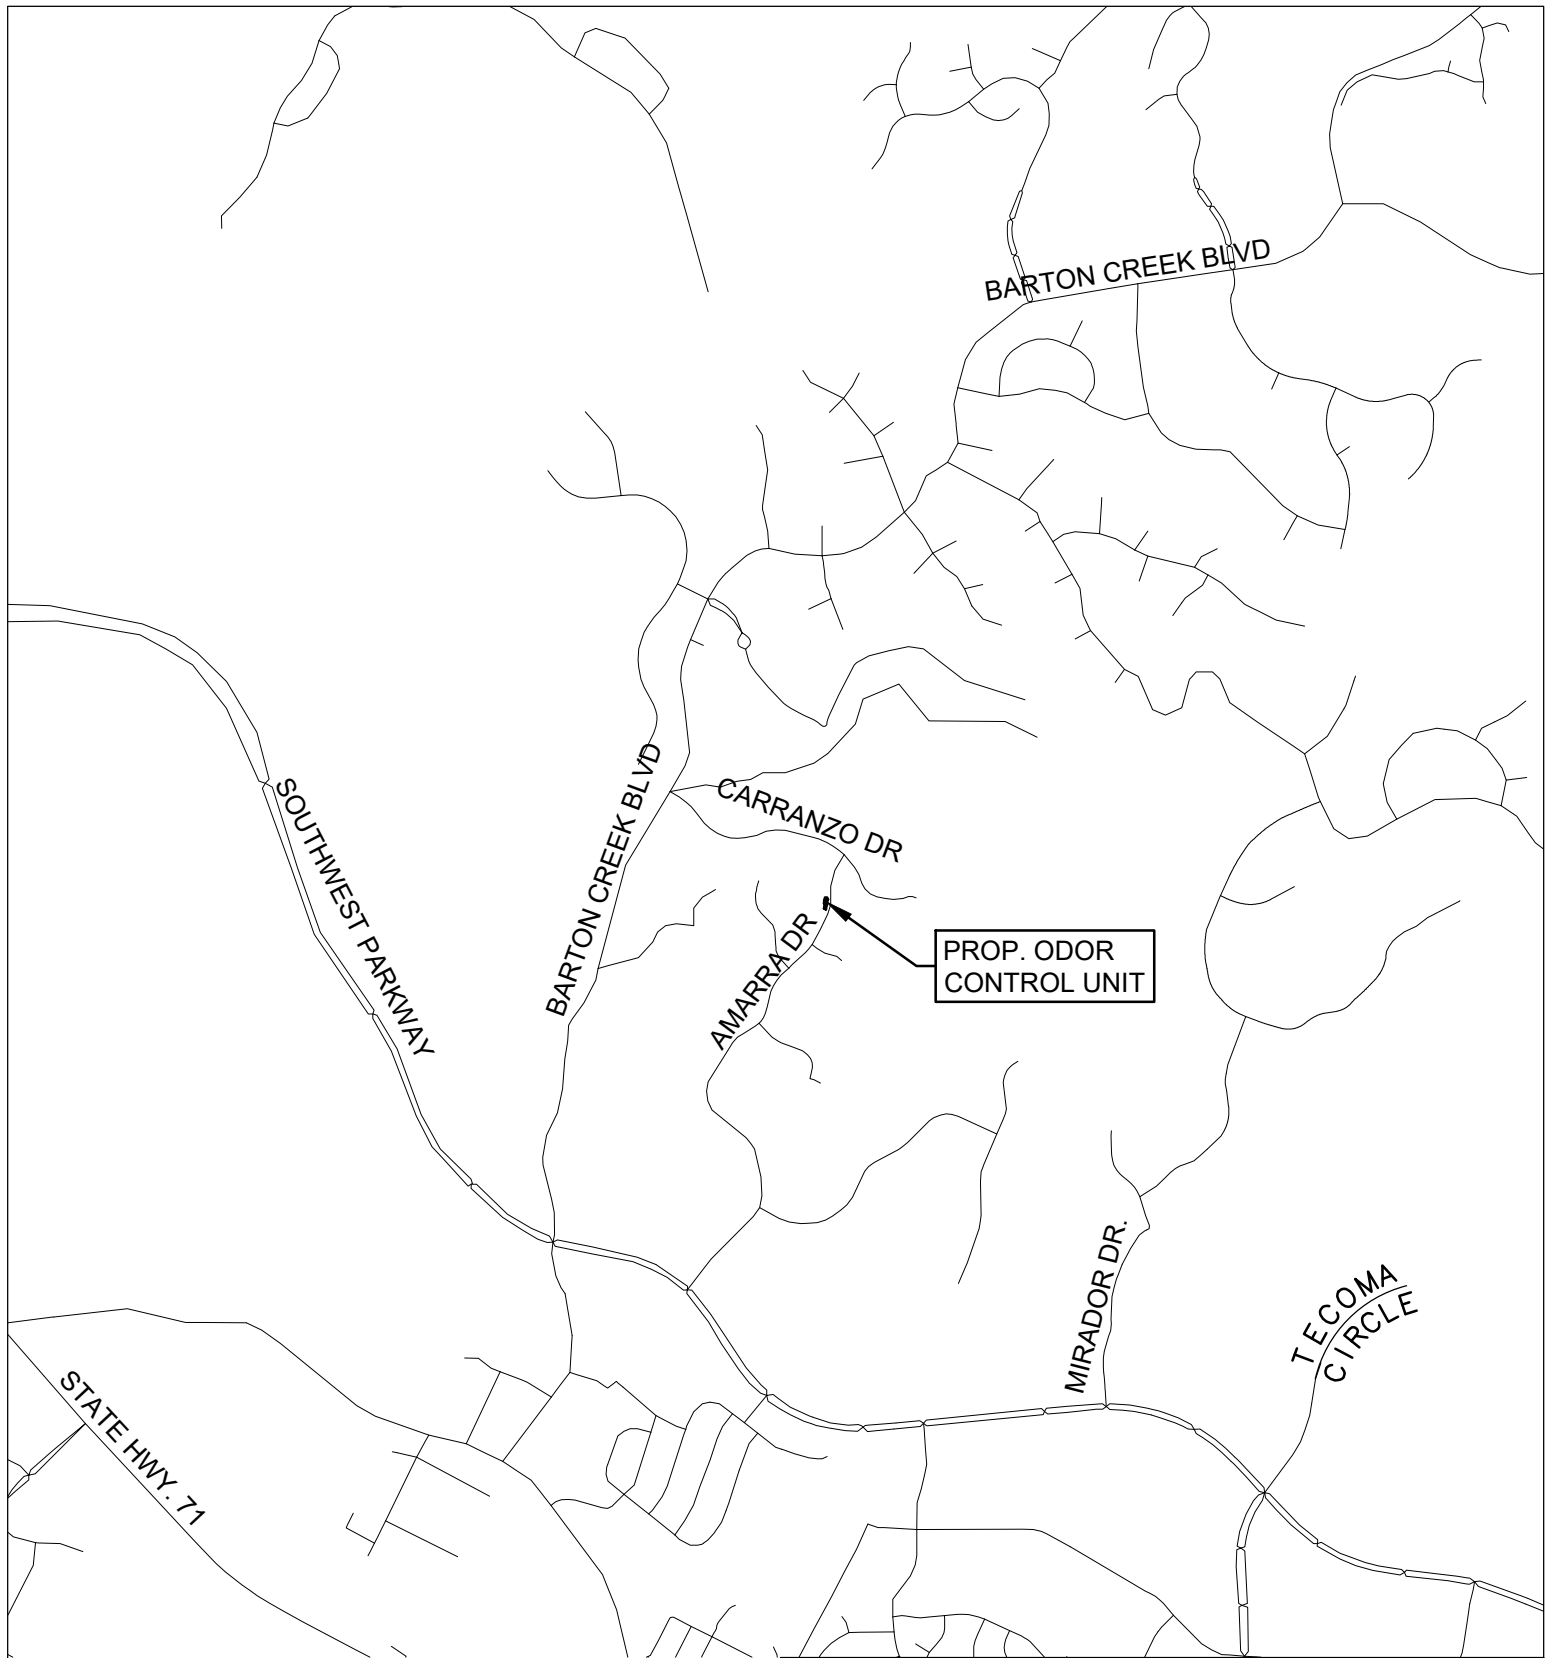 BARTON CREEK BLVD
SOUTHWEST PARKWAY
BARTON CREEK BLVD
CARRANZO DR
AMARRA DR
PROP. ODOR
CONTROL UNIT
MIRADOR DR.
TECOMA
CIRCLE
STATE HWY. 71